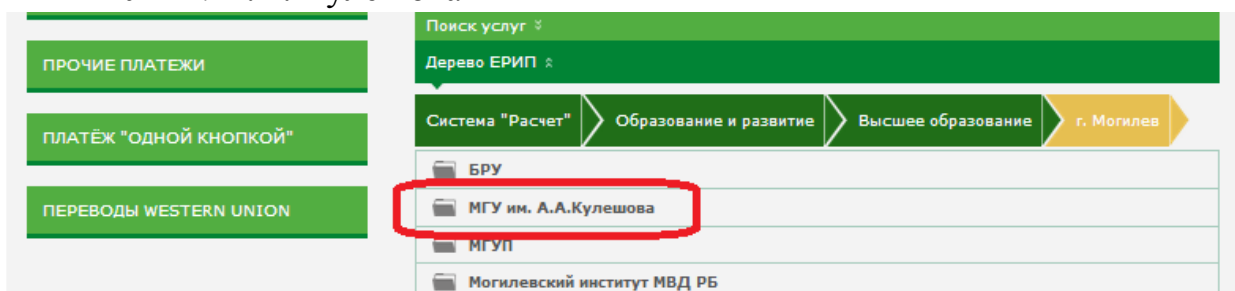 Поиск услуг
ПРОЧИЕ ПЛАТЕЖИ
Дерево ЕРИП
ПЛАТЁЖ "ОДНОЙ КНОПКОЙ"
Система "Расчет" Образование и развитие Высшее образование г. Могилев
БРУ
ПЕРЕВОДЫ WESTERN UNION
МГУ им. А.А.Кулешова
МГУП
Могилевский институт МВД РБ